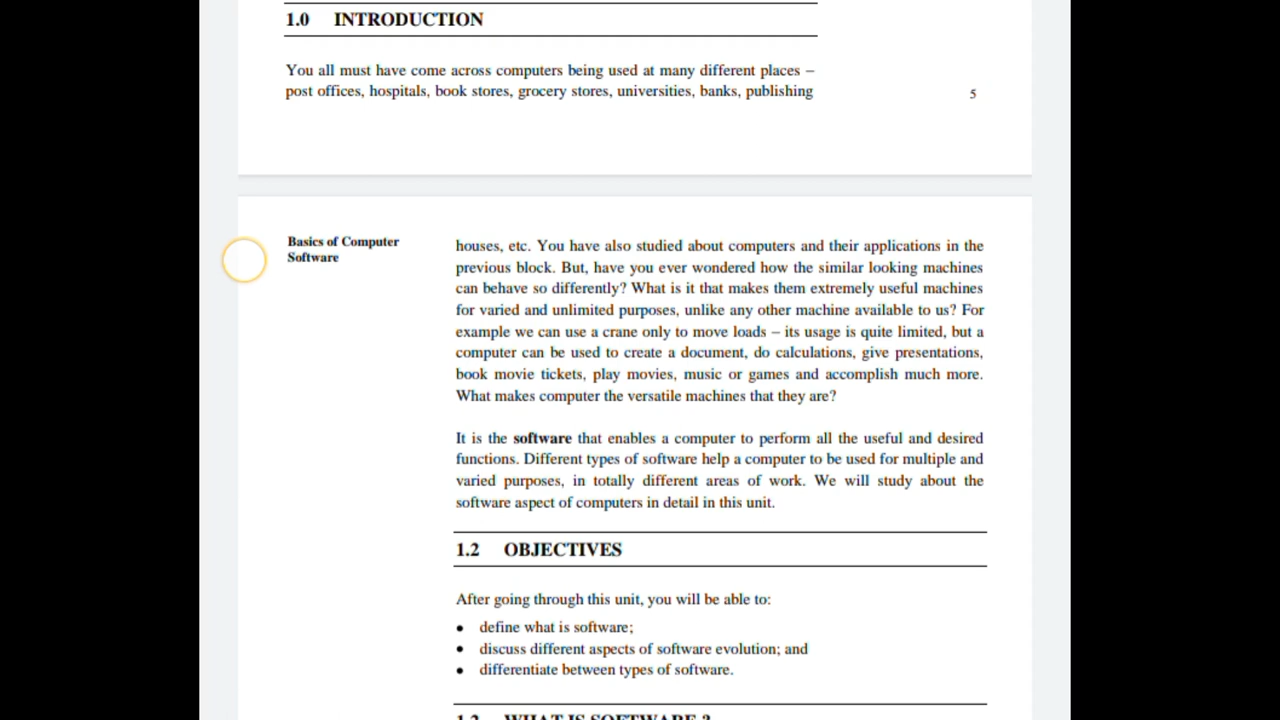 1.0 INTRODUCTION
You all must have come across computers being used at many different places –
post offices, hospitals, book stores, grocery stores, universities, banks, publishing
5
Basics of Computer
Software
houses, etc. You have also studied about computers and their applications in the
previous block. But, have you ever wondered how the similar looking machines
can behave so differently? What is it that makes them extremely useful machines
for varied and unlimited purposes, unlike any other machine available to us? For
example we can use a crane only to move loads – its usage is quite limited, but a
computer can be used to create a document, do calculations, give presentations,
book movie tickets, play movies, music or games and accomplish much more.
What makes computer the versatile machines that they are?
It is the software that enables a computer to perform all the useful and desired
functions. Different types of software help a computer to be used for multiple and
varied purposes, in totally different areas of work. We will study about the
software aspect of computers in detail in this unit.
1.2 OBJECTIVES
After going through this unit, you will be able to:
• define what is software;
• discuss different aspects of software evolution; and
• differentiate between types of software.
1.2 WHAT IS SOFTWARE ?